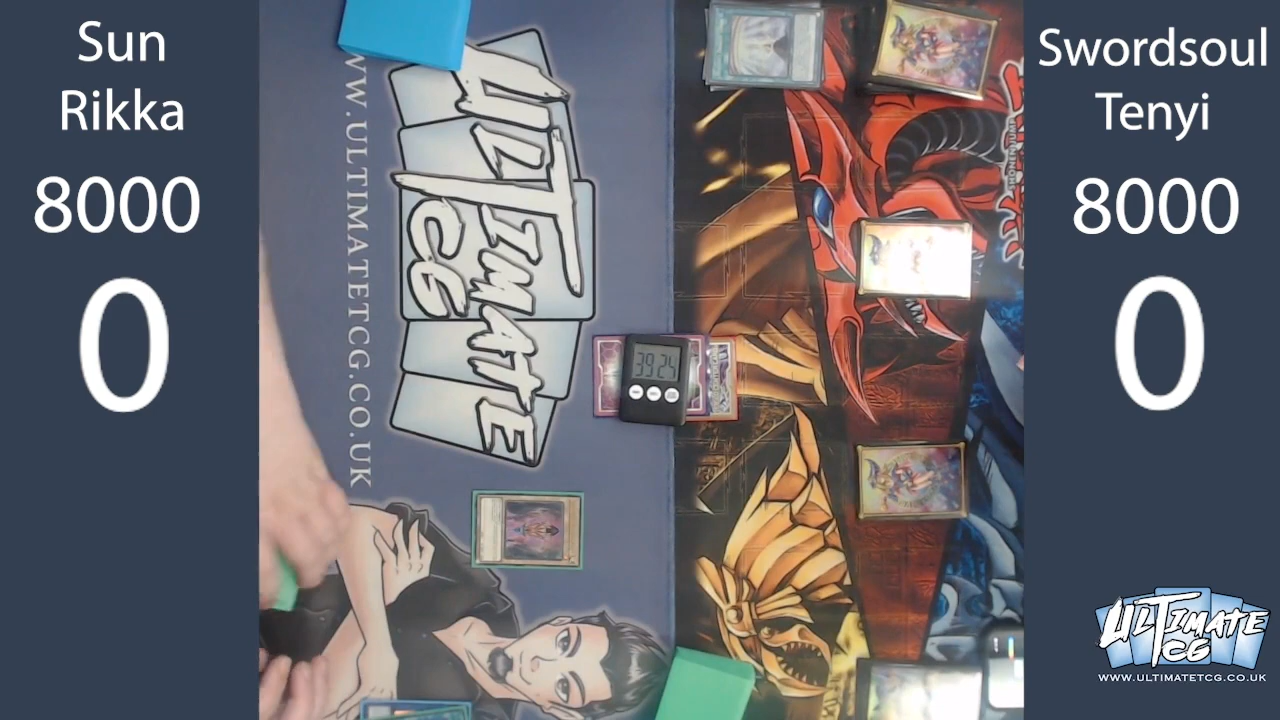 Sun
Rikka
8000
0
WWW.ULTIMATETCG.CO.UK
ULTIMATE
TCG
39 24
Swordsoul
Tenyi
8000
0
ULTIMATE
TCG
WWW.ULTIMATETCG.CO.UK